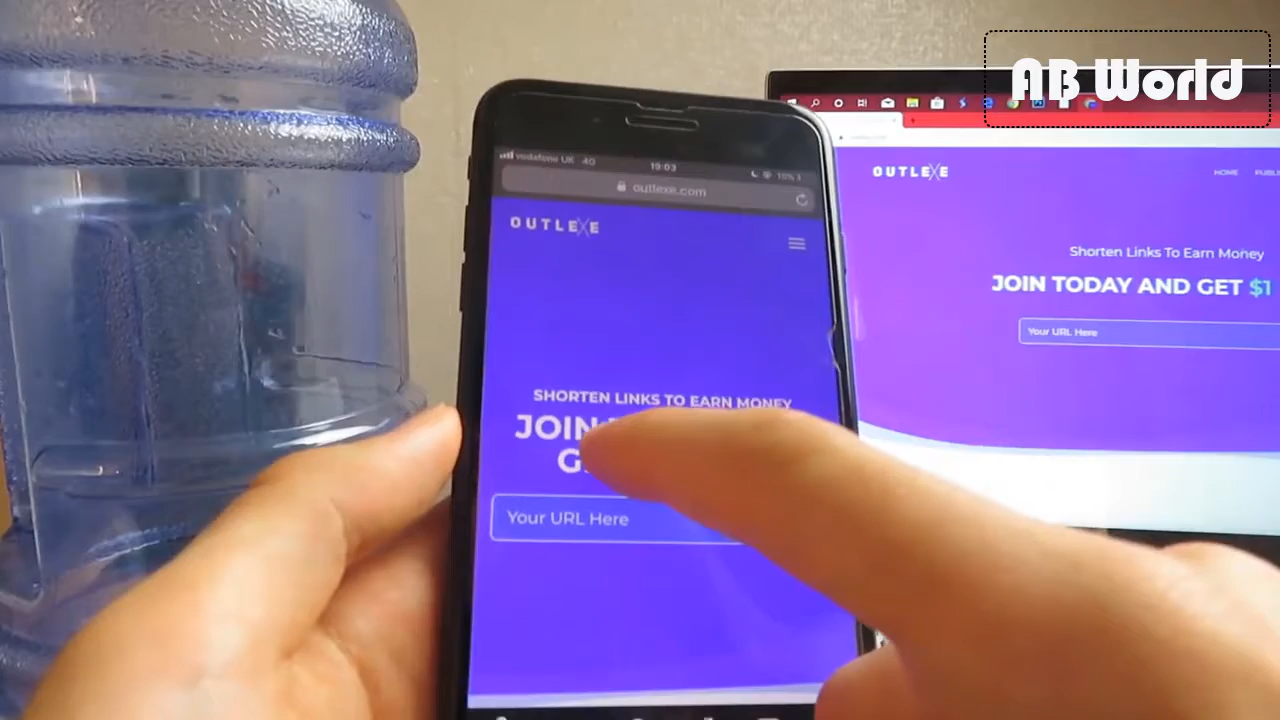 AB World
vodafone UK 4G
19:03
outlexe.com
OUTLEXE
SHORTEN LINKS TO EARN MONEY
JOIN
Your URL Here
OUTLEXE
HOME
Shorten Links To Earn Money
JOIN TODAY AND GET $1
Your URL Here